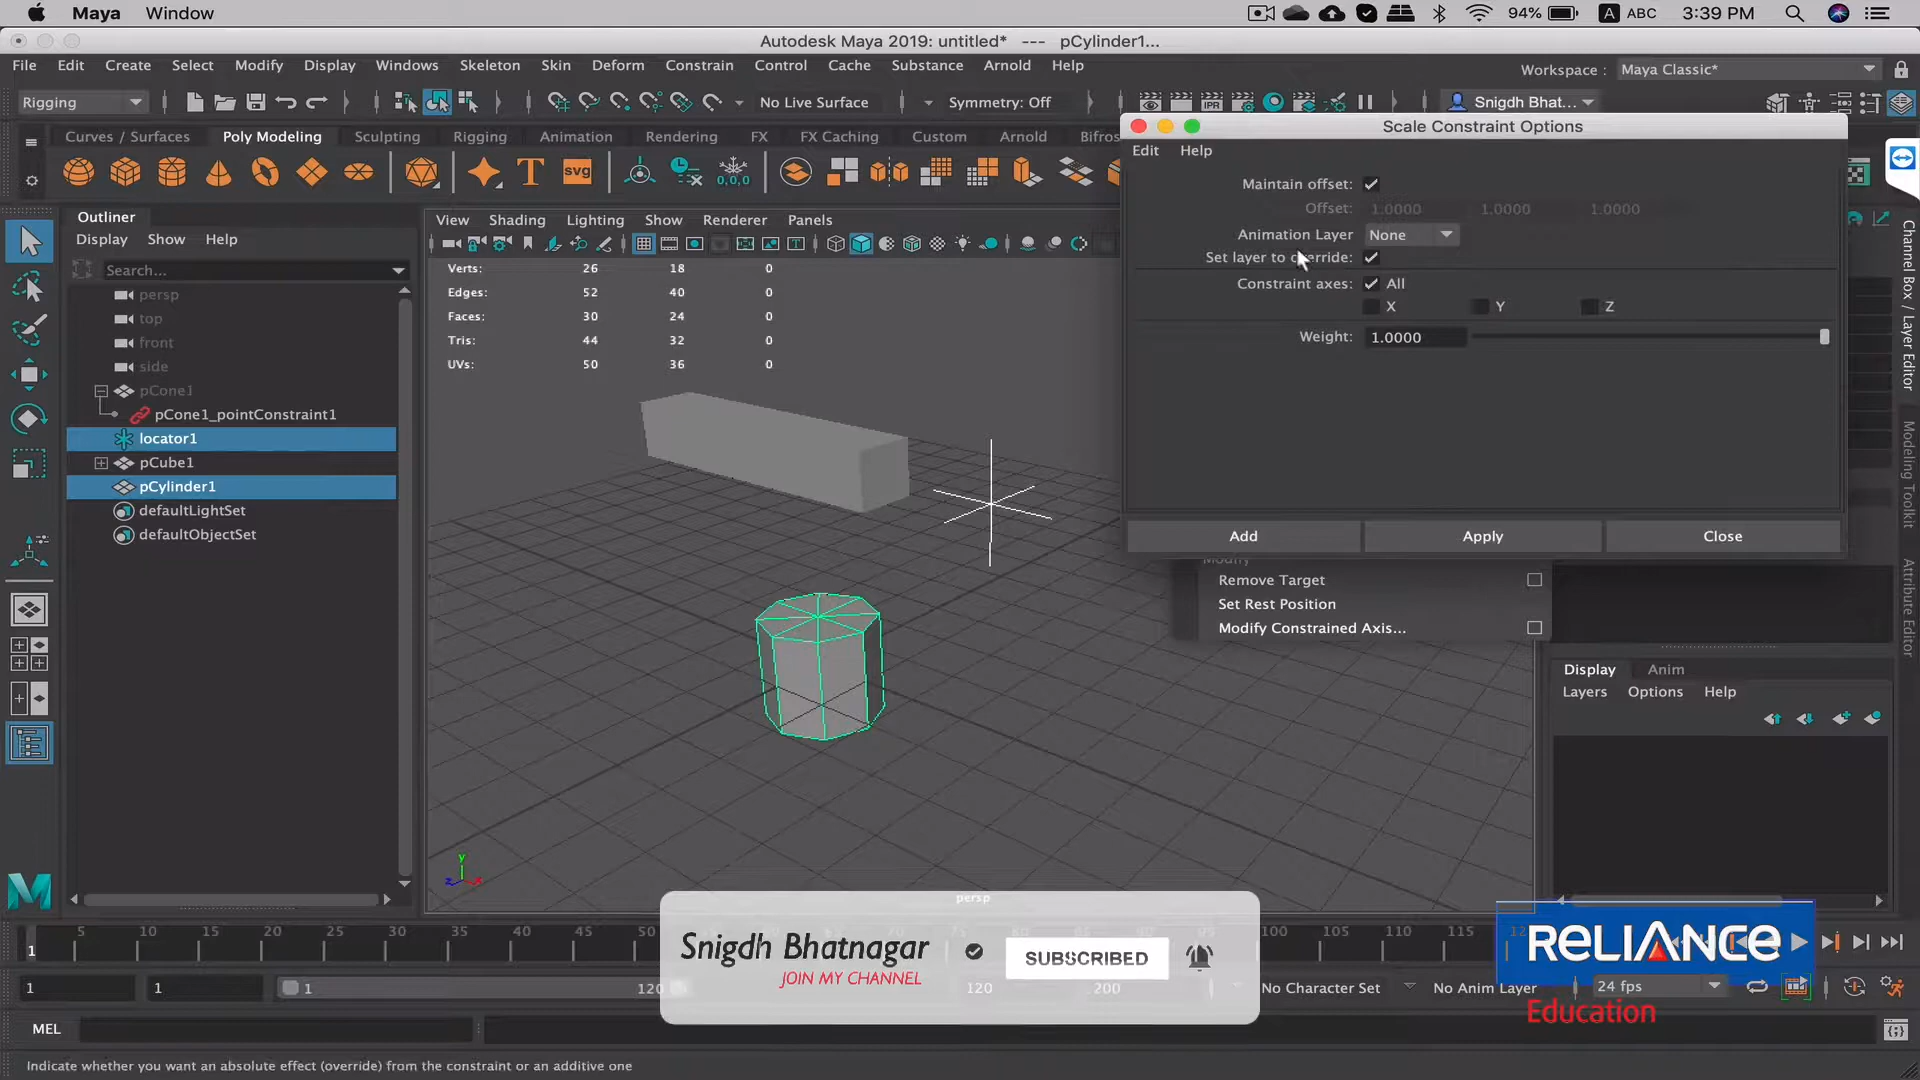 Maya Window 94% A ABC 3:39 PM
Autodesk Maya 2019: untitled* --- pCylinder1...
File Edit Create Select Modify Display Windows Skeleton Skin Deform Constrain Control Cache Substance Arnold Help Workspace : Maya Classic*
Rigging No Live Surface Symmetry: Off IPR Snigdh Bhat...
Curves / Surfaces Poly Modeling Sculpting Rigging Animation Rendering FX FX Caching Custom Arnold Bifros
T svg 0,0,0
Scale Constraint Options
Edit Help
Maintain offset:
Offset: 1.0000 1.0000 1.0000
Animation Layer None
Set layer to override:
Constraint axes: All
X Y Z
Weight: 1.0000
Add Apply Close
Modify
Remove Target
Set Rest Position
Modify Constrained Axis...
Outliner
Display Show Help
Search...
persp
top
front
side
pCone1
pCone1_pointConstraint1
locator1
pCube1
pCylinder1
defaultLightSet
defaultObjectSet
View Shading Lighting Show Renderer Panels
Verts: 26 18 0
Edges: 52 40 0
Faces: 30 24 0
Tris: 44 32 0
UVs: 50 36 0
y
z x
persp
Channel Box / Layer Editor
Modeling Toolkit
Attribute Editor
Display Anim
Layers Options Help
M
1 5 10 15 20 25 30 35 40 45 50 105 110 115
Snigdh Bhatnagar
JOIN MY CHANNEL
SUBSCRIBED
RELIANCE
Education
1 1 1 120 120 200 No Character Set No Anim Layer 24 fps
MEL
Indicate whether you want an absolute effect (override) from the constraint or an additive one